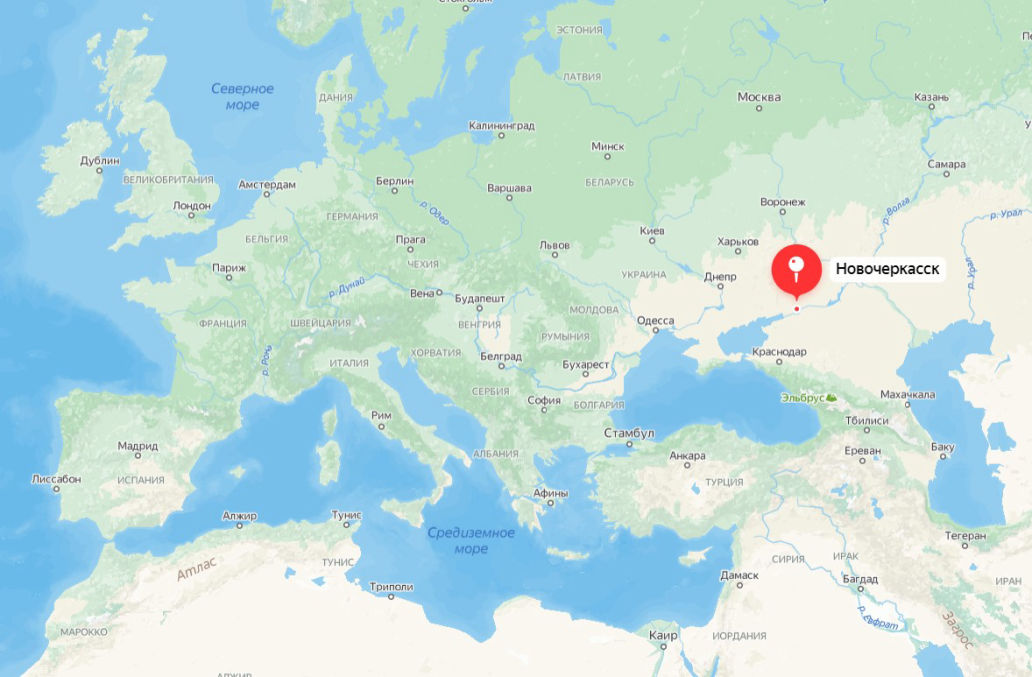 Стокгольм
ЭСТОНИЯ
ЛАТВИЯ
Северное
море
ДАНИЯ
Москва
Казань
Калининград
Минск
Дублин
ВЕЛИКОБРИТАНИЯ
Амстердам
Берлин
Варшава
БЕЛАРУСЬ
Самара
Лондон
р. Одер
Воронеж
р. Волга
р. Урал
ГЕРМАНИЯ
БЕЛЬГИЯ
Прага
Львов
Киев
Харьков
Париж
ЧЕХИЯ
УКРАИНА
Днепр
Новочеркасск
р. Урал
р. Дунай
Вена
Будапешт
МОЛДОВА
ФРАНЦИЯ
ШВЕЙЦАРИЯ
ВЕНГРИЯ
РУМЫНИЯ
Одесса
р. Рона
ИТАЛИЯ
ХОРВАТИЯ
Белград
Бухарест
Краснодар
СЕРБИЯ
София
БОЛГАРИЯ
Эльбрус
Махачкала
Рим
Стамбул
Тбилиси
Мадрид
АЛБАНИЯ
Анкара
Ереван
Баку
Лиссабон
ИСПАНИЯ
Афины
ТУРЦИЯ
Алжир
Тунис
Средиземное
море
Тегеран
ТУНИС
Атлас
СИРИЯ
ИРАК
Триполи
Дамаск
Багдад
ИРАН
р. Евфрат
Загрос
МАРОККО
Каир
ИОРДАНИЯ
АЛЖИР